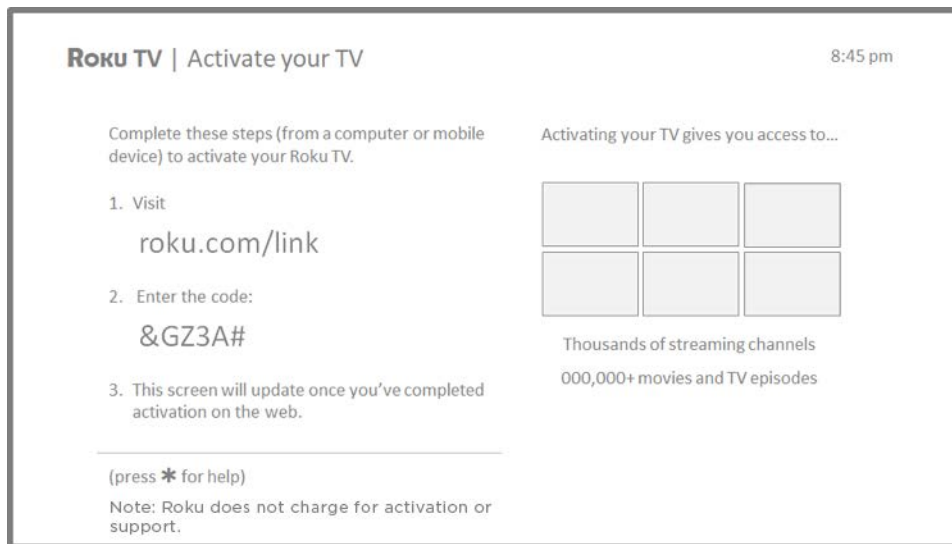 Roku TV | Activate your TV
8:45 pm
Complete these steps (from a computer or mobile
device) to activate your Roku TV.
1. Visit
roku.com/link
2. Enter the code:
&GZ3A#
3. This screen will update once you’ve completed
activation on the web.
(press * for help)
Note: Roku does not charge for activation or
support.
Activating your TV gives you access to...
Thousands of streaming channels
000,000+ movies and TV episodes